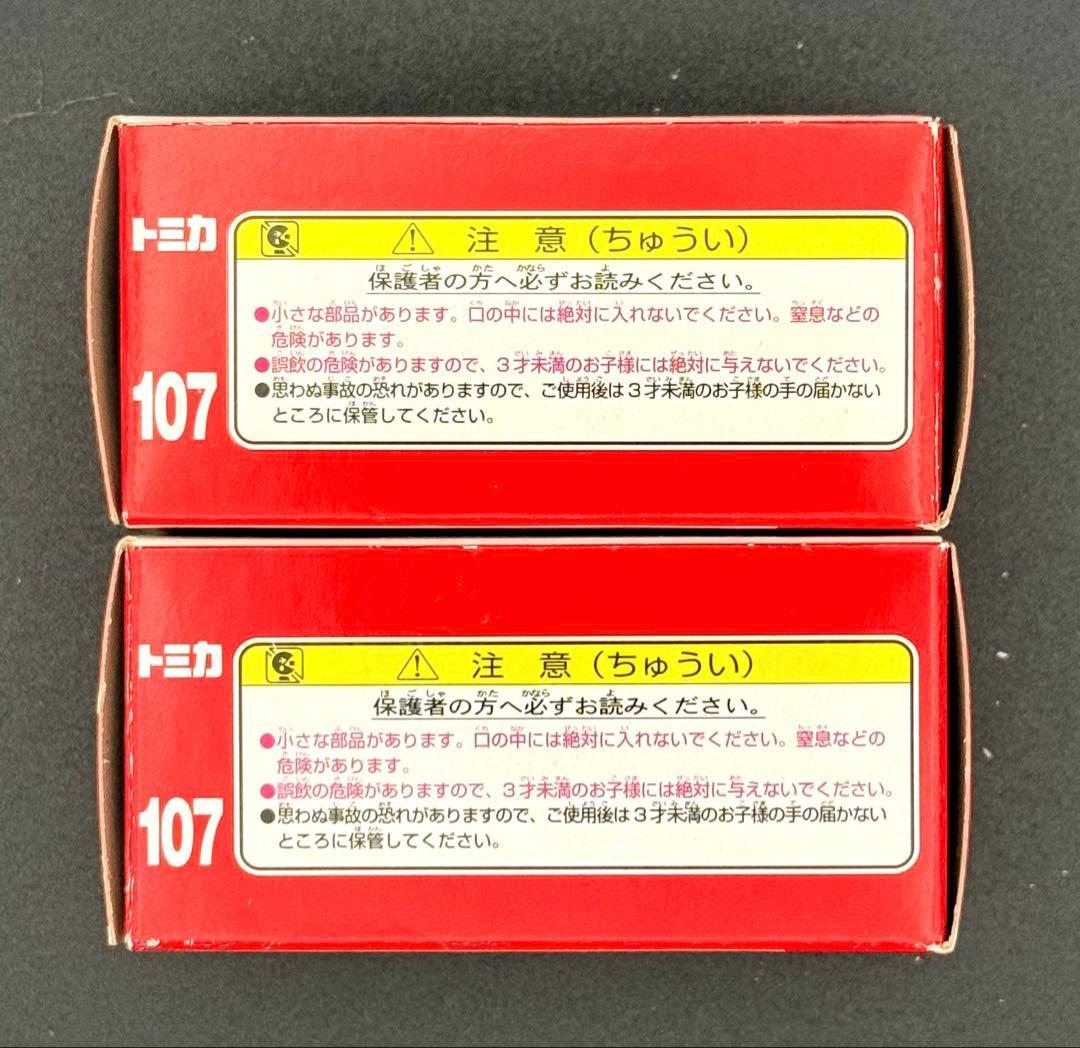 トミカ
107
⚠ 注 意（ちゅうい）
保護者の方へ必ずお読みください。
●小さな部品があります。口の中には絶対に入れないでください。窒息などの
危険があります。
●誤飲の危険がありますので、3才未満のお子様には絶対に与えないでください。
●思わぬ事故の恐れがありますので、ご使用後は3才未満のお子様の手の届かない
ところに保管してください。
トミカ
107
⚠ 注 意（ちゅうい）
保護者の方へ必ずお読みください。
●小さな部品があります。口の中には絶対に入れないでください。窒息などの
危険があります。
●誤飲の危険がありますので、3才未満のお子様には絶対に与えないでください。
●思わぬ事故の恐れがありますので、ご使用後は3才未満のお子様の手の届かない
ところに保管してください。